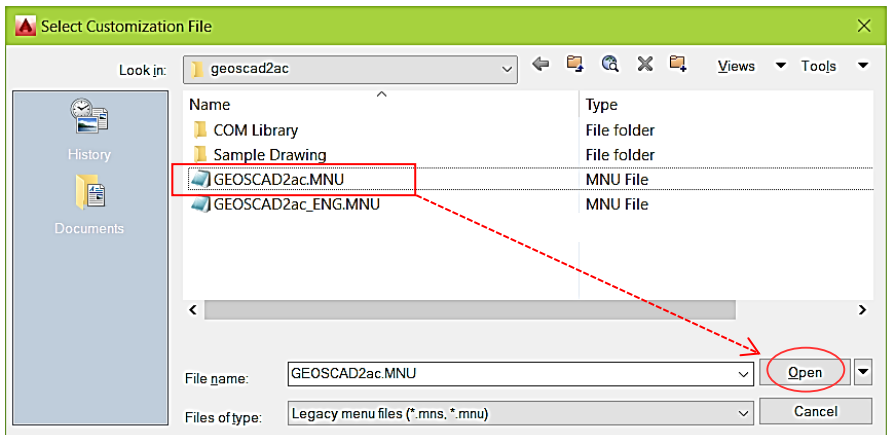 Select Customization File
Look in: geoscad2ac Views Tools
Name Type
COM Library File folder
Sample Drawing File folder
GEOSCAD2ac.MNU MNU File
GEOSCAD2ac_ENG.MNU MNU File
History
Documents
File name: GEOSCAD2ac.MNU Open
Files of type: Legacy menu files (*.mns, *.mnu) Cancel